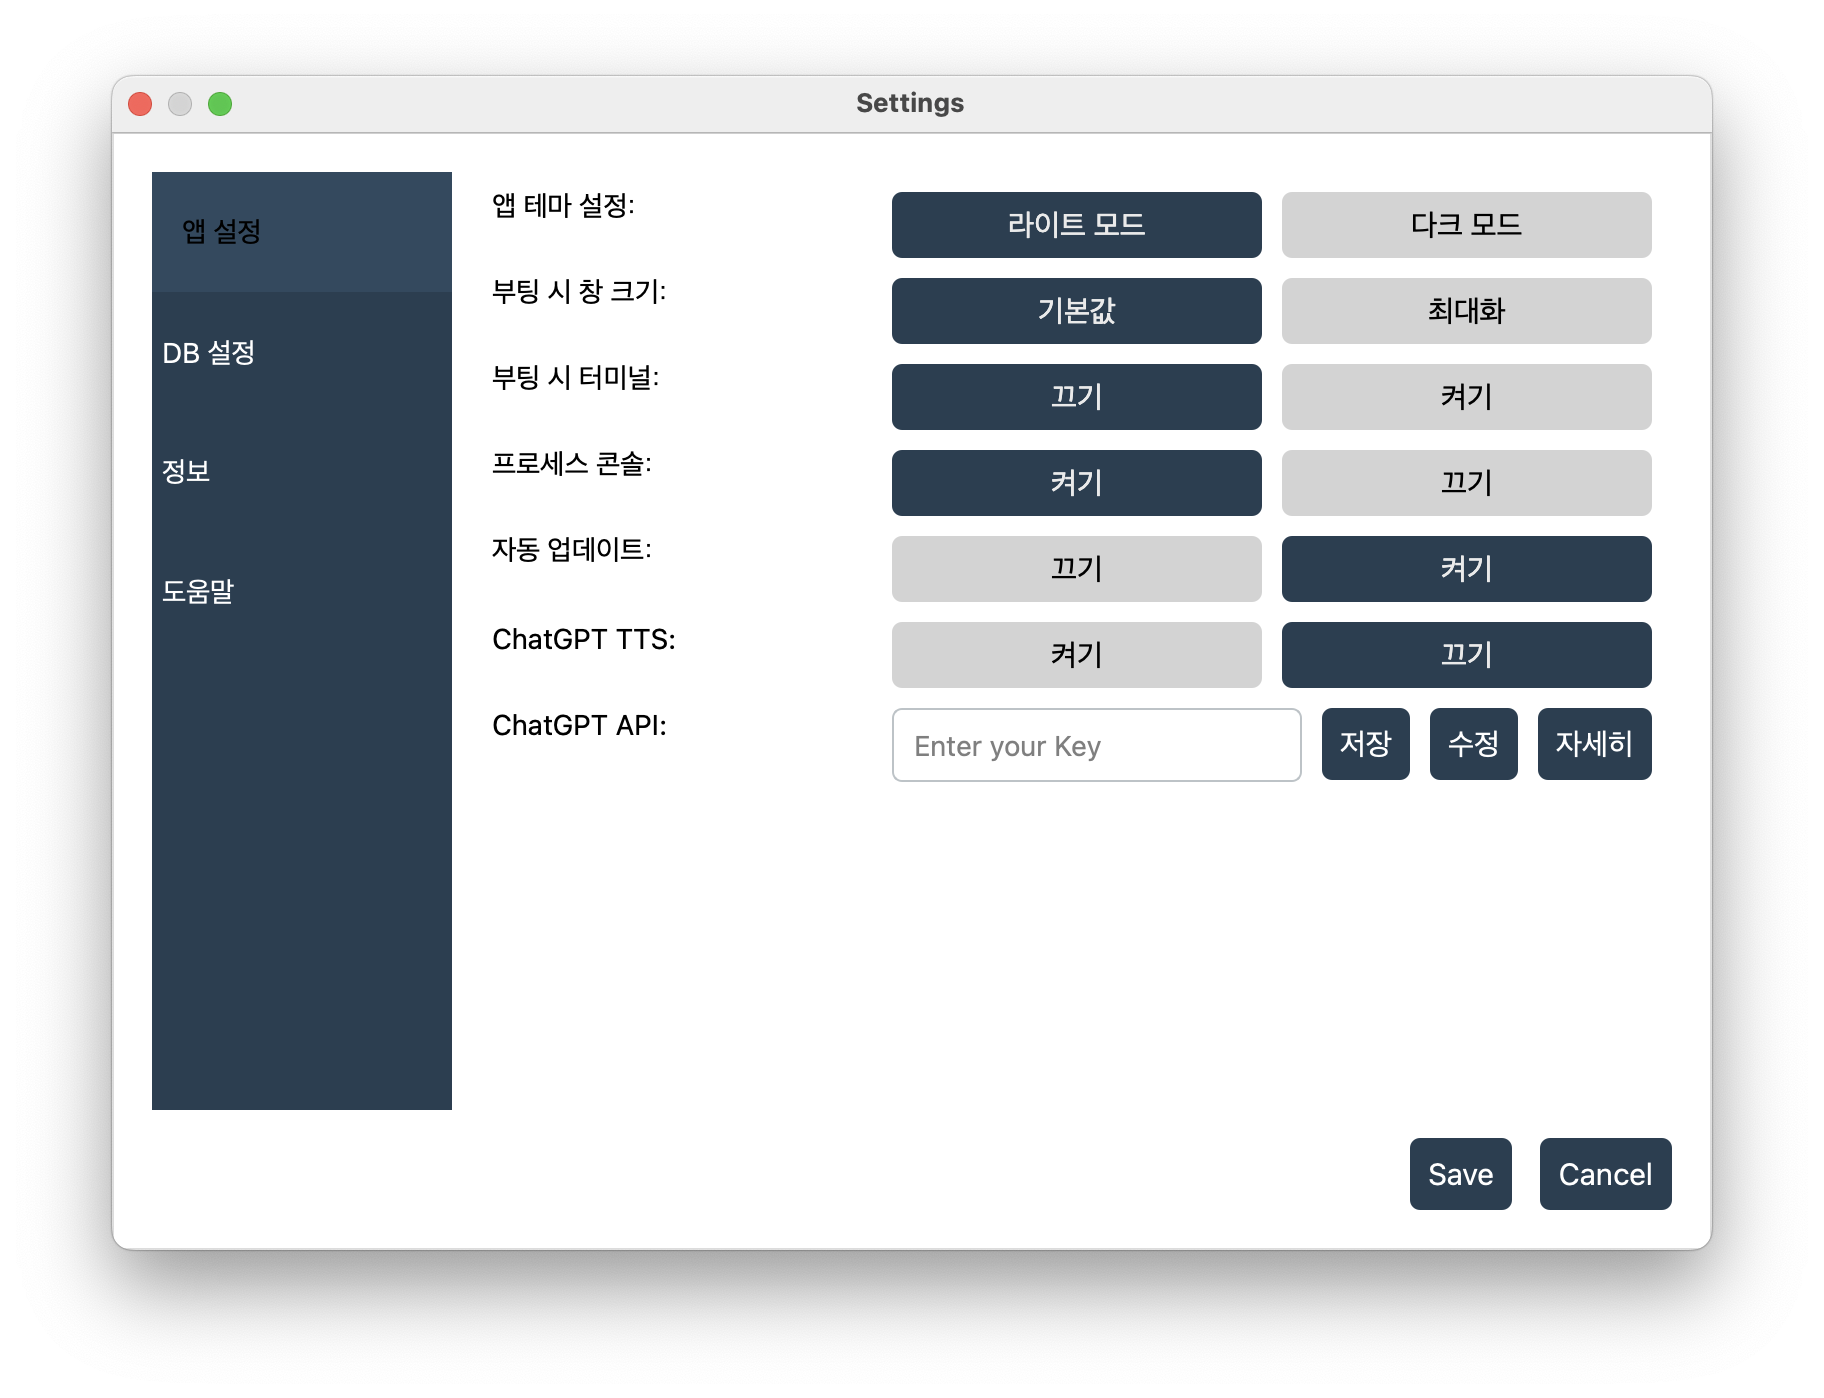 Settings
앱 설정
DB 설정
정보
도움말
앱 테마 설정:
라이트 모드
다크 모드
부팅 시 창 크기:
기본값
최대화
부팅 시 터미널:
끄기
켜기
프로세스 콘솔:
켜기
끄기
자동 업데이트:
끄기
켜기
ChatGPT TTS:
켜기
끄기
ChatGPT API:
Enter your Key
저장
수정
자세히
Save
Cancel